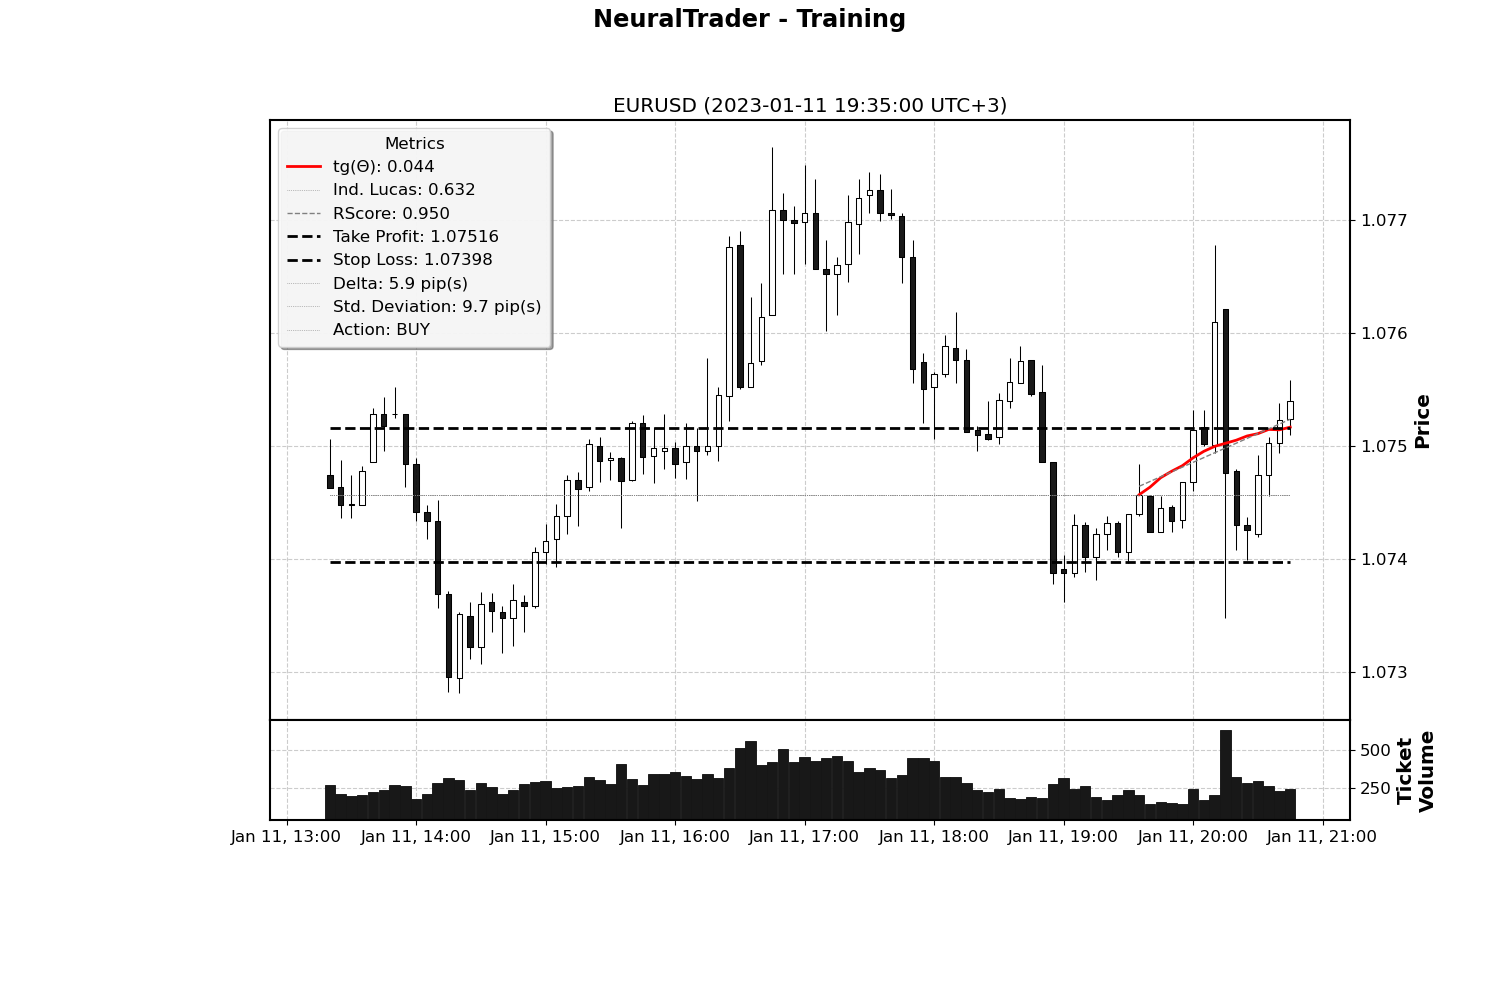 NeuralTrader - Training
EURUSD (2023-01-11 19:35:00 UTC+3)
Metrics
tg(Θ): 0.044
Ind. Lucas: 0.632
RScore: 0.950
Take Profit: 1.07516
Stop Loss: 1.07398
Delta: 5.9 pip(s)
Std. Deviation: 9.7 pip(s)
Action: BUY
1.077
1.076
1.075
1.074
1.073
Price
500
250
Ticket
Volume
Jan 11, 13:00
Jan 11, 14:00
Jan 11, 15:00
Jan 11, 16:00
Jan 11, 17:00
Jan 11, 18:00
Jan 11, 19:00
Jan 11, 20:00
Jan 11, 21:00